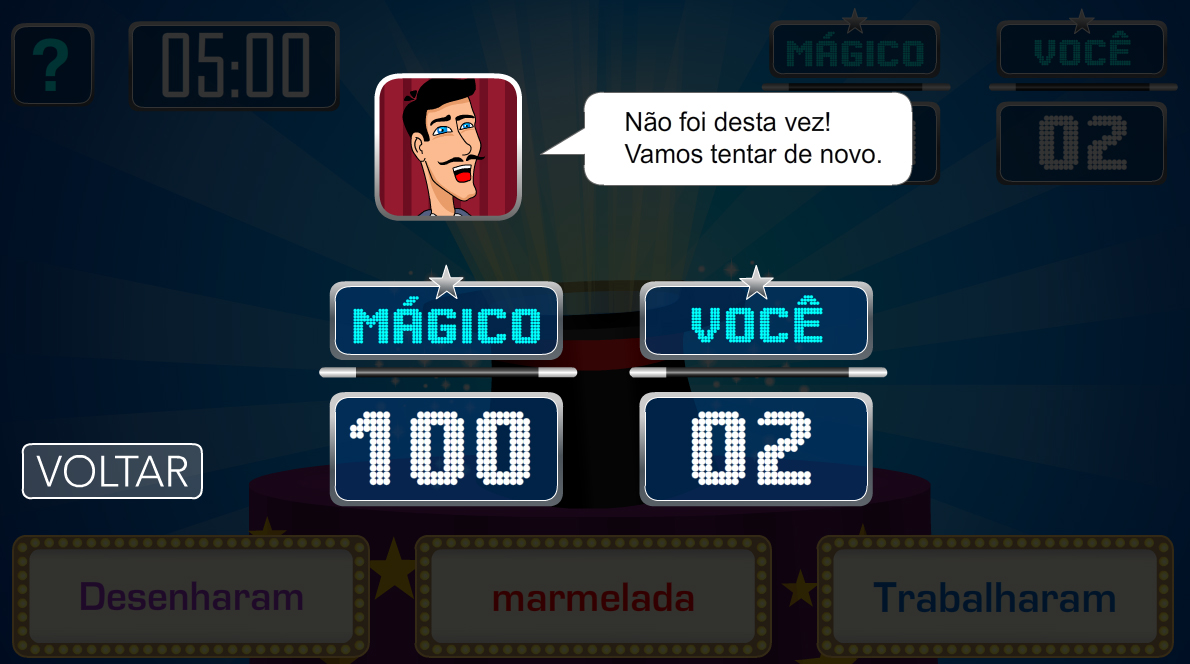 ?
05:00
MÁGICO
VOCÊ
02
Não foi desta vez!
Vamos tentar de novo.
MÁGICO
VOCÊ
100
02
VOLTAR
Desenharam
marmelada
Trabalharam